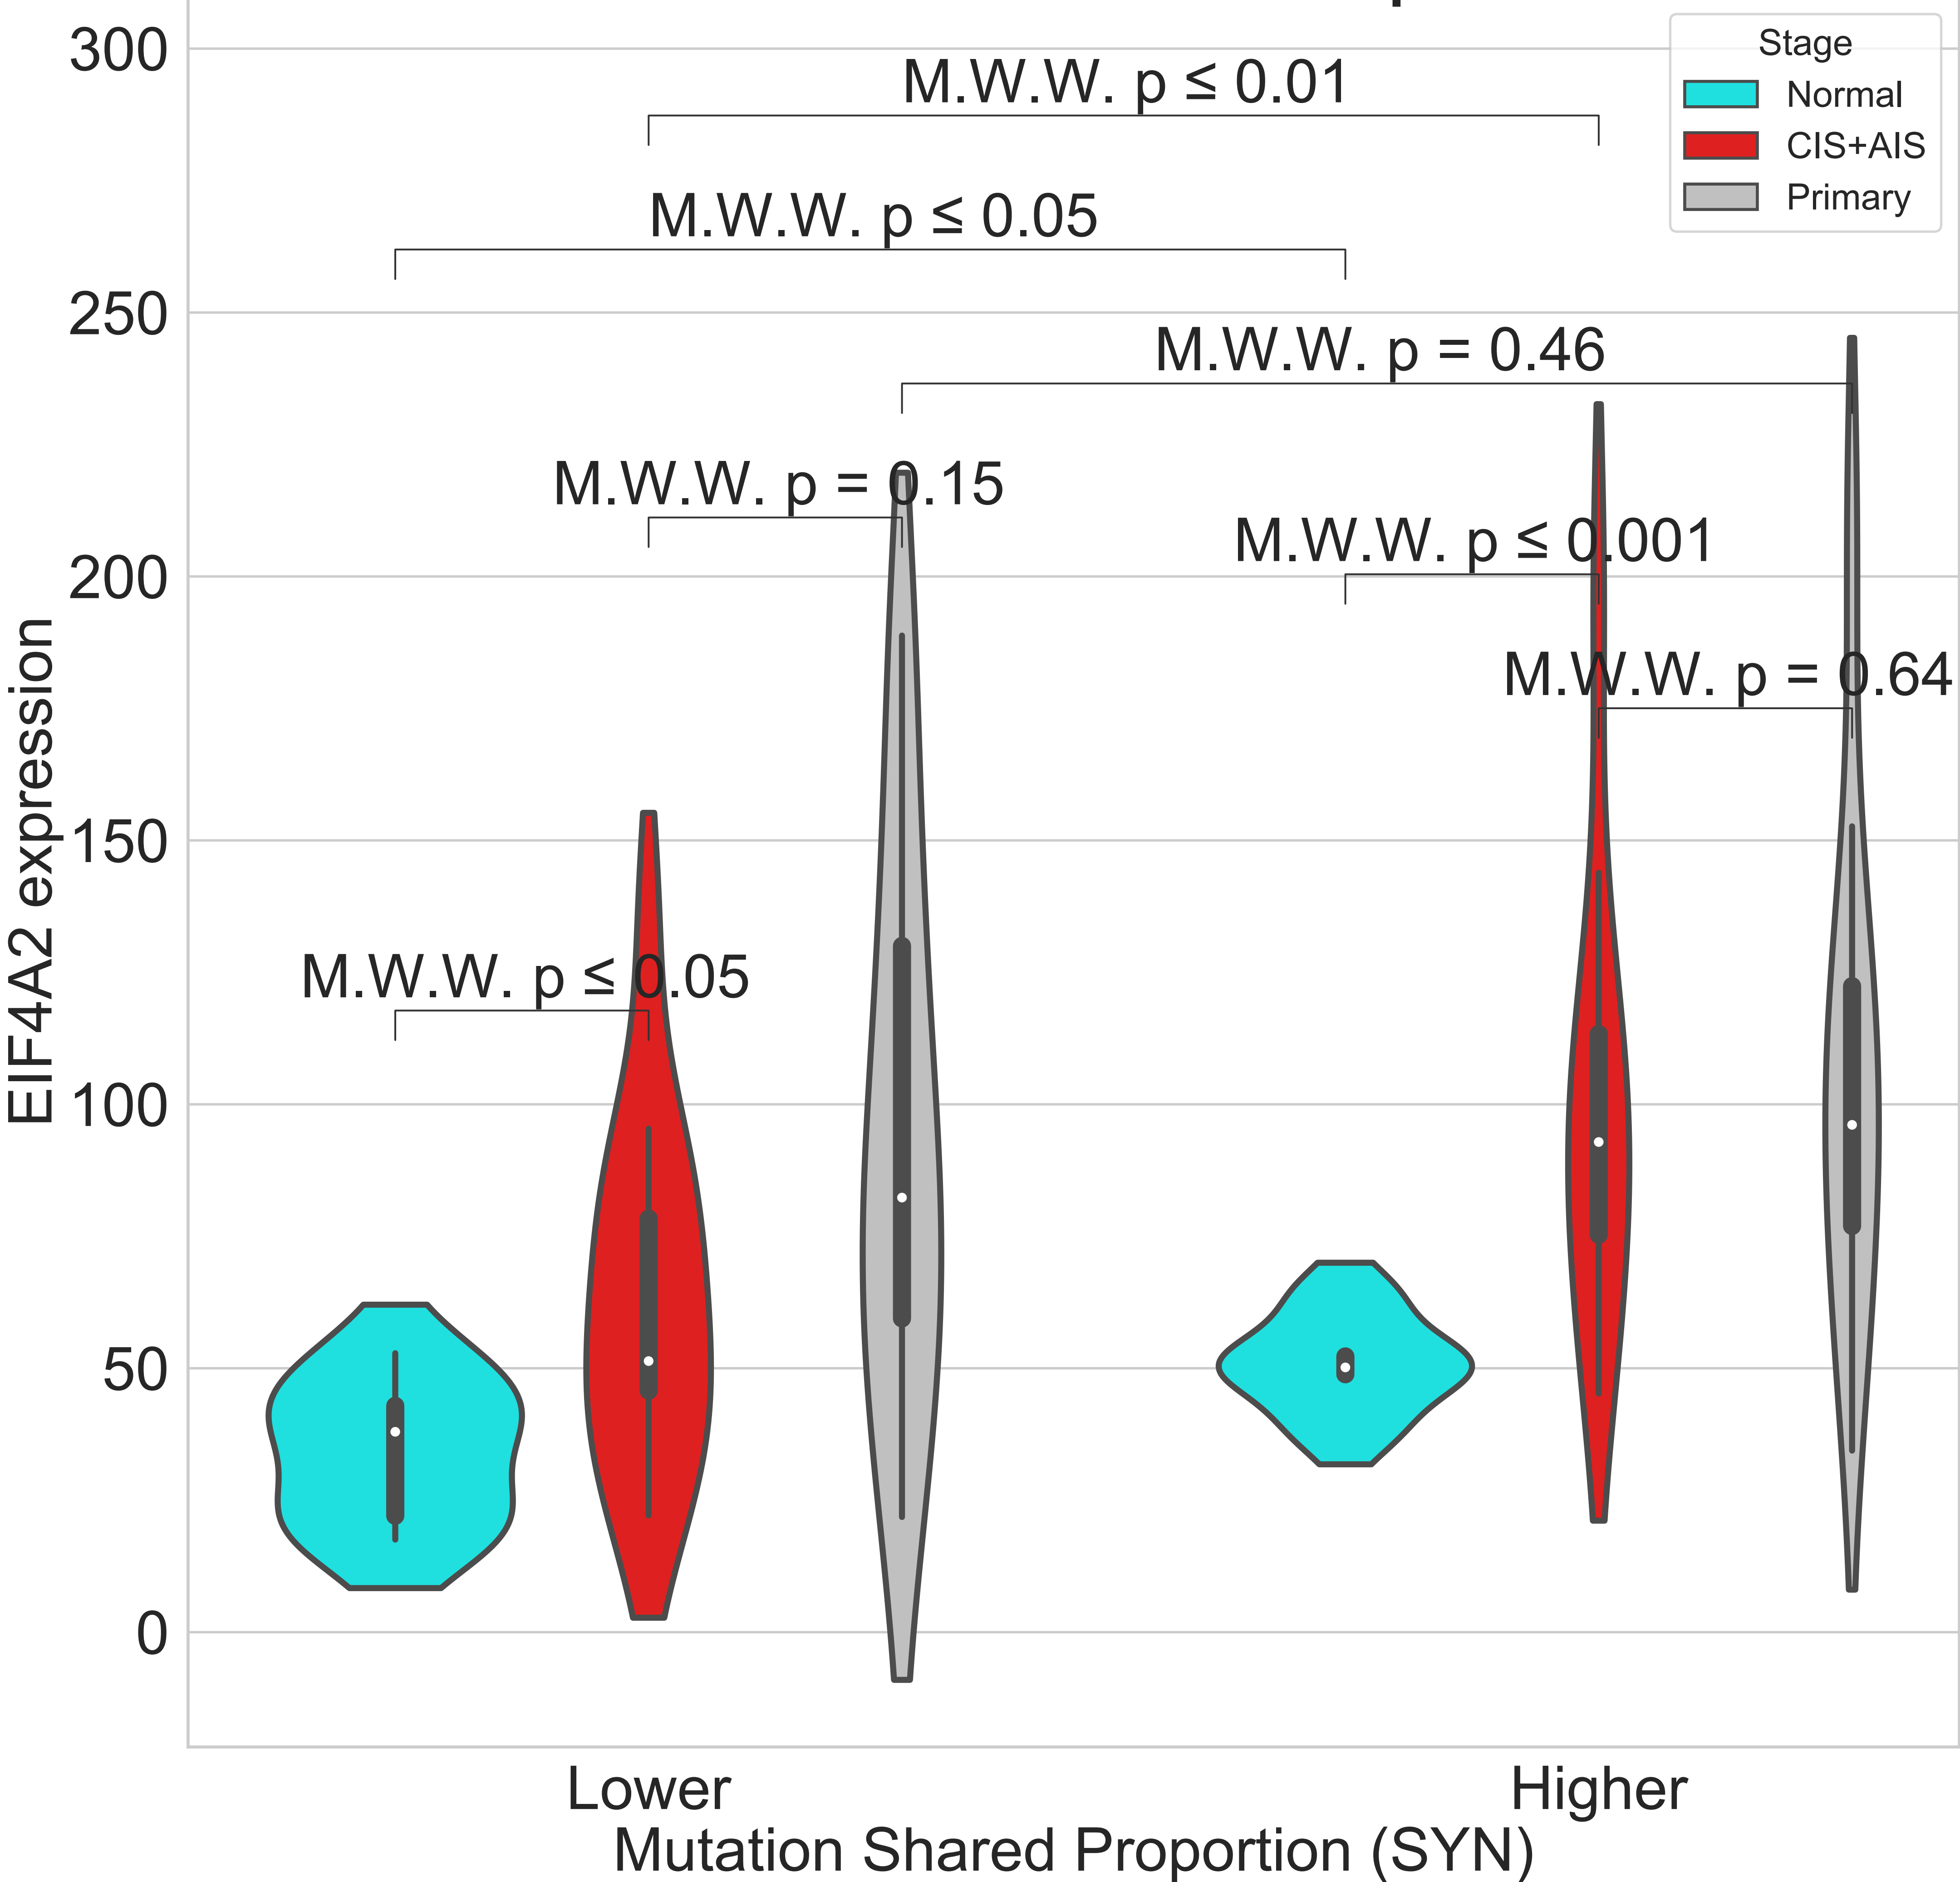 300
M.W.W. p ≤ 0.01
Stage
Normal
CIS+AIS
Primary
M.W.W. p ≤ 0.05
250
M.W.W. p = 0.46
M.W.W. p = 0.15
M.W.W. p ≤ 0.001
200
M.W.W. p = 0.64
150
M.W.W. p ≤ 0.05
100
50
0
EIF4A2 expression
Lower
Higher
Mutation Shared Proportion (SYN)